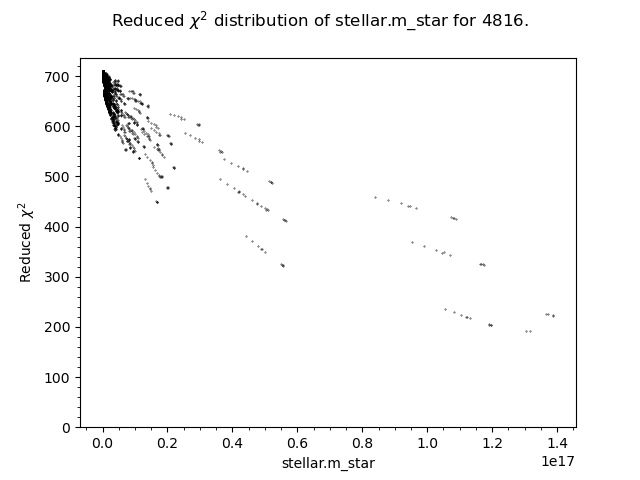 Reduced χ² distribution of stellar.m_star for 4816.
700
600
500
400
300
200
100
0
Reduced χ²
0.0 0.2 0.4 0.6 0.8 1.0 1.2 1.4
1e17
stellar.m_star